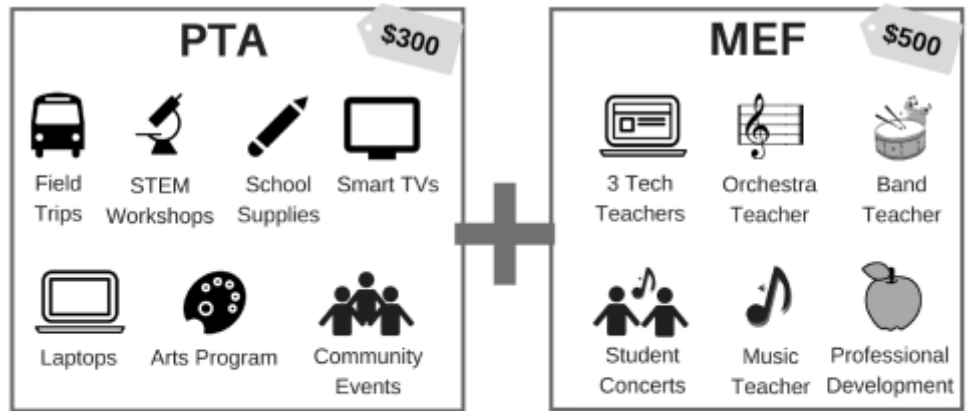 PTA
$300
Field
Trips
STEM
Workshops
School
Supplies
Smart TVs
Laptops
Arts Program
Community
Events
MEF
$500
3 Tech
Teachers
Orchestra
Teacher
Band
Teacher
Student
Concerts
Music
Teacher
Professional
Development